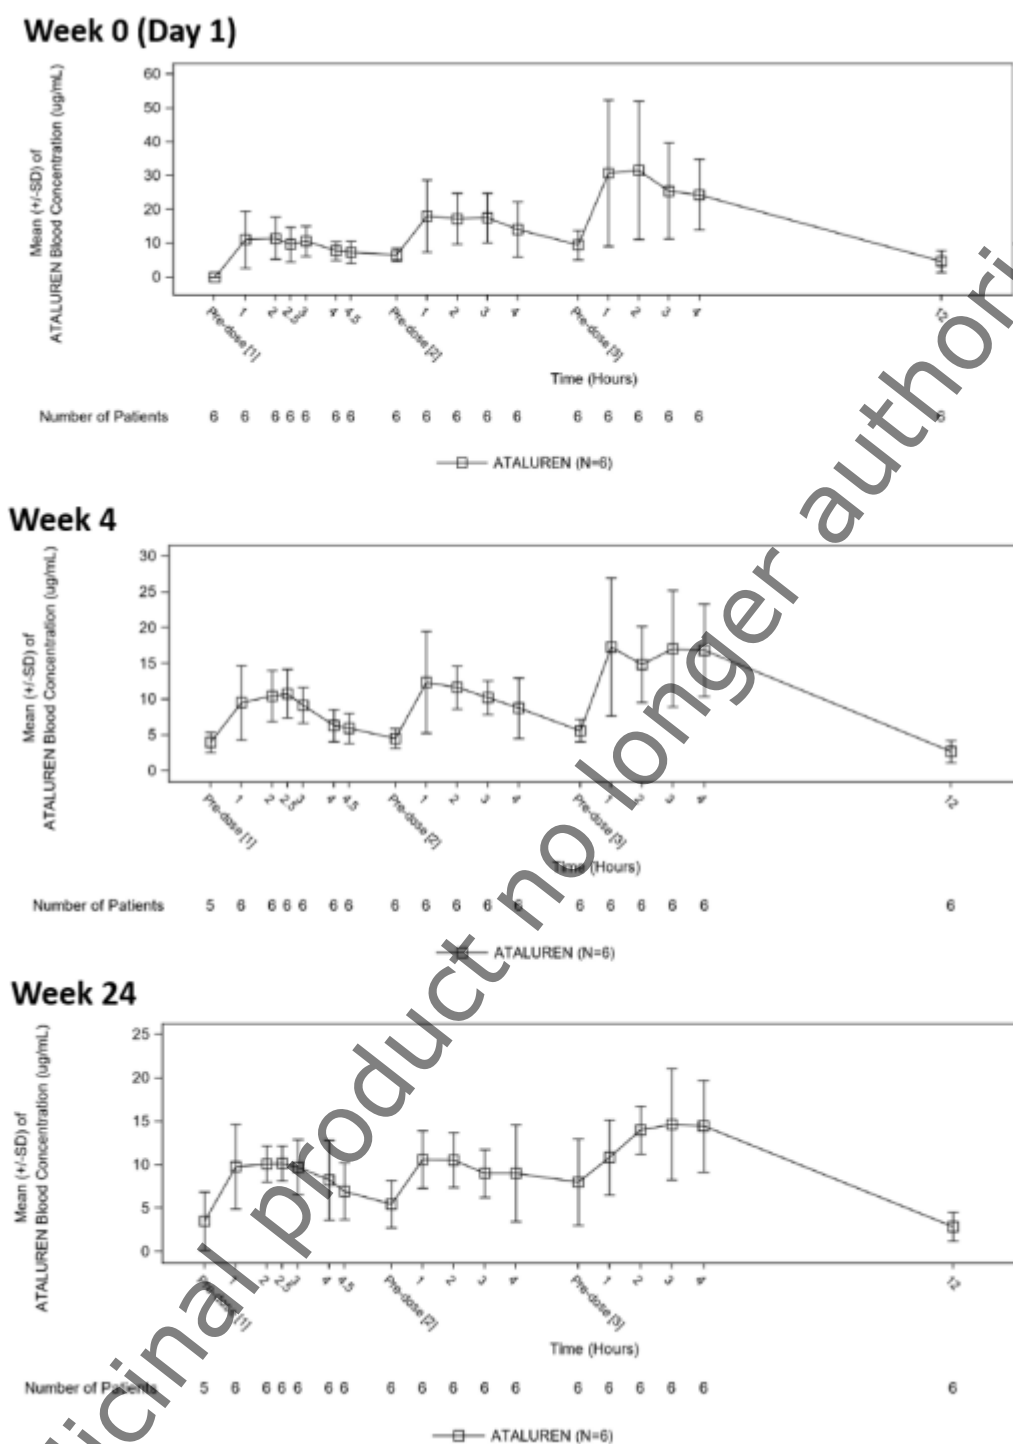 Week 0 (Day 1)
Mean (+/-SD) of
ATALUREN Blood Concentration (ug/mL)
60
50
40
30
20
10
0
Pre-dose [1] 1 2 2.5 3 4 4.5 Pre-dose [2] 1 2 3 4 Pre-dose [3] 1 2 3 4 12
Time (Hours)
Number of Patients 6 6 6 6 6 6 6 6 6 6 6 6 6 6 6 6 6 6
ATALUREN (N=6)
Week 4
Mean (+/-SD) of
ATALUREN Blood Concentration (ug/mL)
30
25
20
15
10
5
0
Pre-dose [1] 1 2 2.5 3 4 4.5 Pre-dose [2] 1 2 3 4 Pre-dose [3] 1 2 3 4 12
Time (Hours)
Number of Patients 5 6 6 6 6 6 6 6 6 6 6 6 6 6 6 6 6 6
ATALUREN (N=6)
Week 24
Mean (+/-SD) of
ATALUREN Blood Concentration (ug/mL)
25
20
15
10
5
0
Pre-dose [1] 1 2 2.5 3 4 4.5 Pre-dose [2] 1 2 3 4 Pre-dose [3] 1 2 3 4 12
Time (Hours)
Number of Patients 5 6 6 6 6 6 6 6 6 6 6 6 6 6 6 6 6 6
ATALUREN (N=6)
dicinal product no longer authori